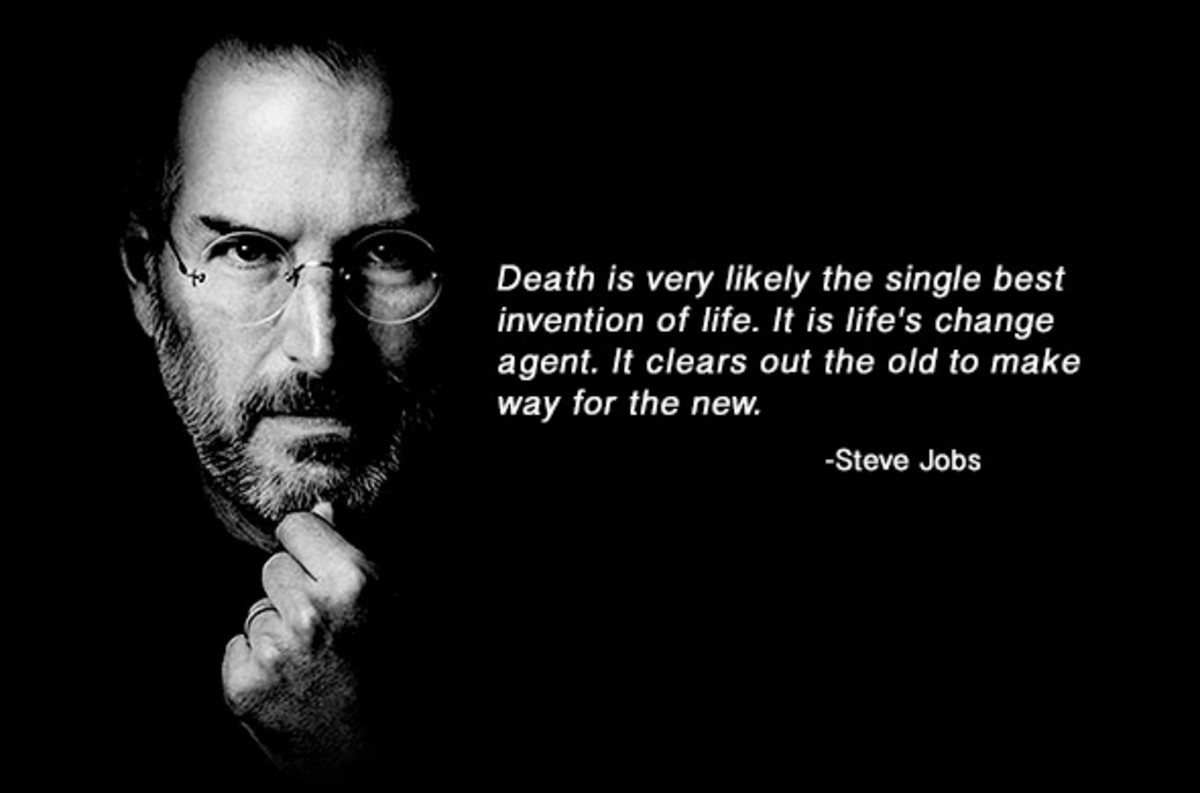 Death is very likely the single best
invention of life. It is life's change
agent. It clears out the old to make
way for the new.
-Steve Jobs